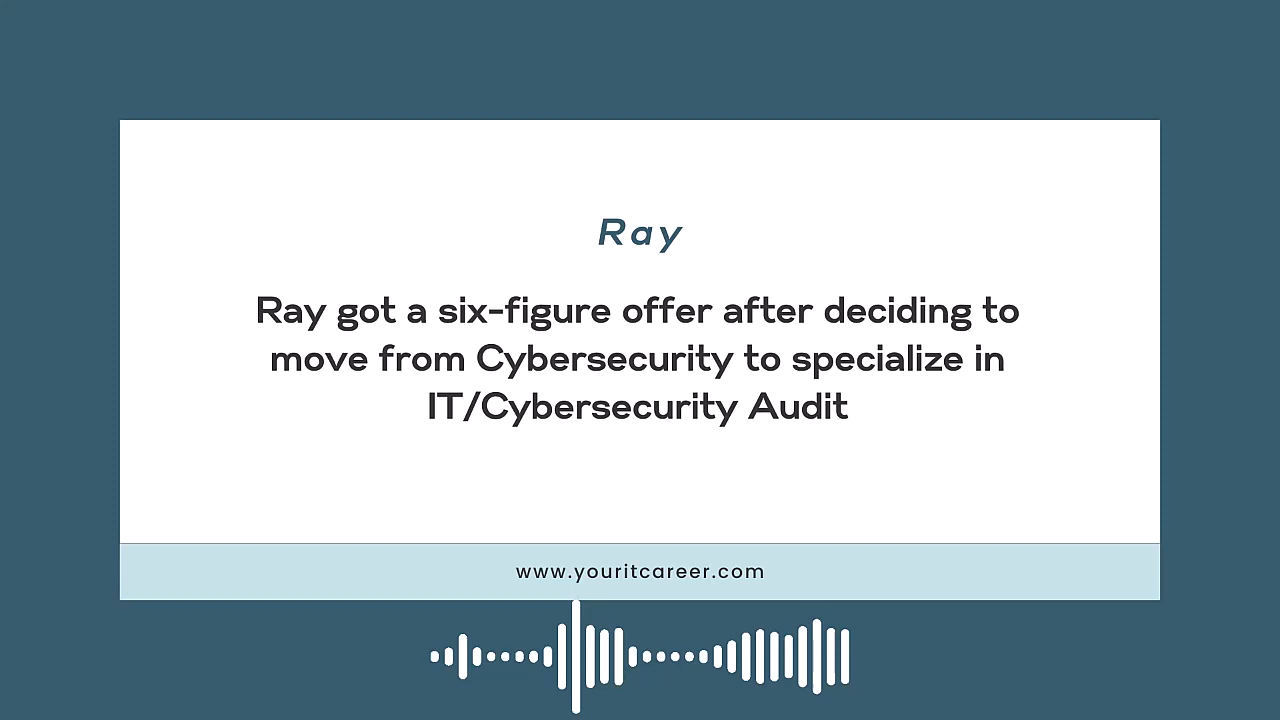 Ray
Ray got a six-figure offer after deciding to
move from Cybersecurity to specialize in
IT/Cybersecurity Audit
www.youritcareer.com